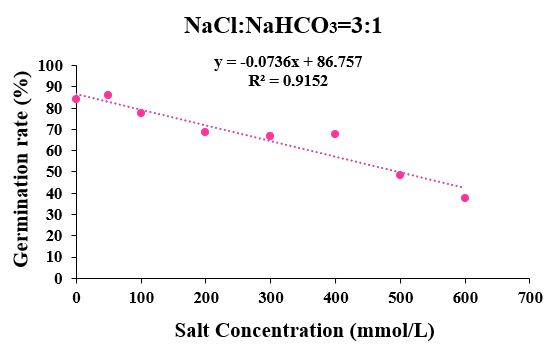 NaCl:NaHCO₃=3:1
y = -0.0736x + 86.757
R² = 0.9152
Germination rate (%)
100
90
80
70
60
50
40
30
20
10
0
0 100 200 300 400 500 600 700
Salt Concentration (mmol/L)